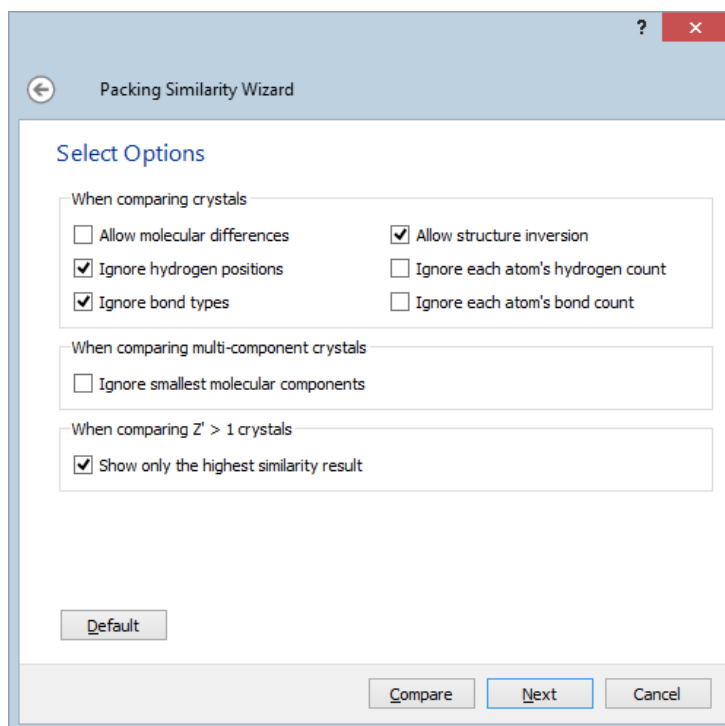 ?
Packing Similarity Wizard
Select Options
When comparing crystals
Allow molecular differences
Allow structure inversion
Ignore hydrogen positions
Ignore each atom's hydrogen count
Ignore bond types
Ignore each atom's bond count
When comparing multi-component crystals
Ignore smallest molecular components
When comparing Z' > 1 crystals
Show only the highest similarity result
Default
Compare
Next
Cancel